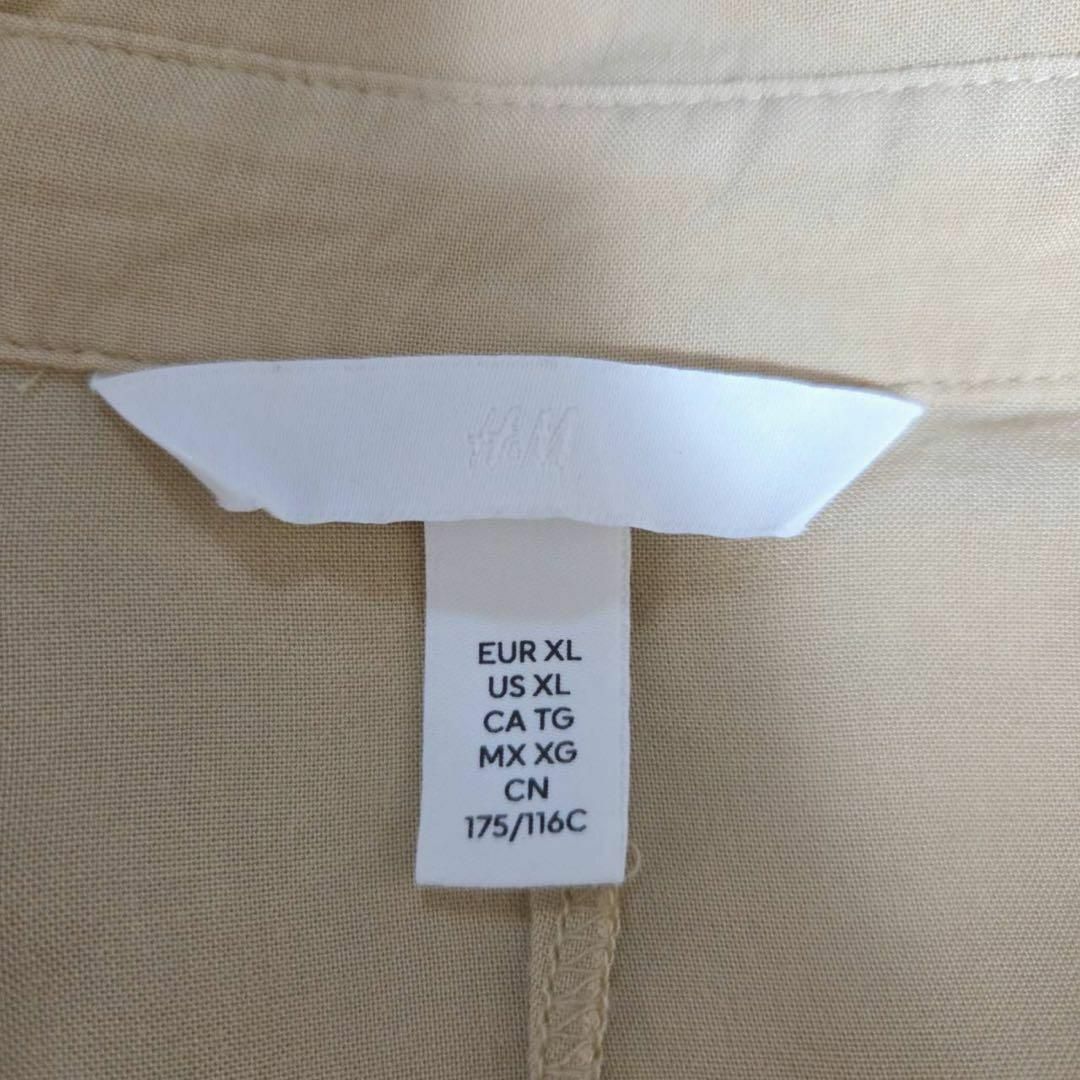 H&M
EUR XL
US XL
CA TG
MX XG
CN
175/116C